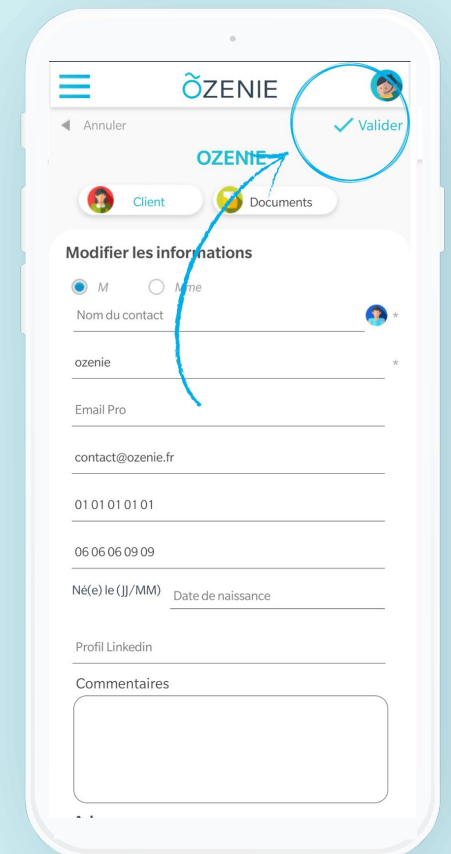 ÕZENIE
Annuler
Valider
OZENIE
Client
Documents
Modifier les informations
M
Mme
Nom du contact
*
ozenie
*
Email Pro
contact@ozenie.fr
01 01 01 01 01
06 06 06 09 09
Né(e) le (JJ/MM)
Date de naissance
Profil Linkedin
Commentaires